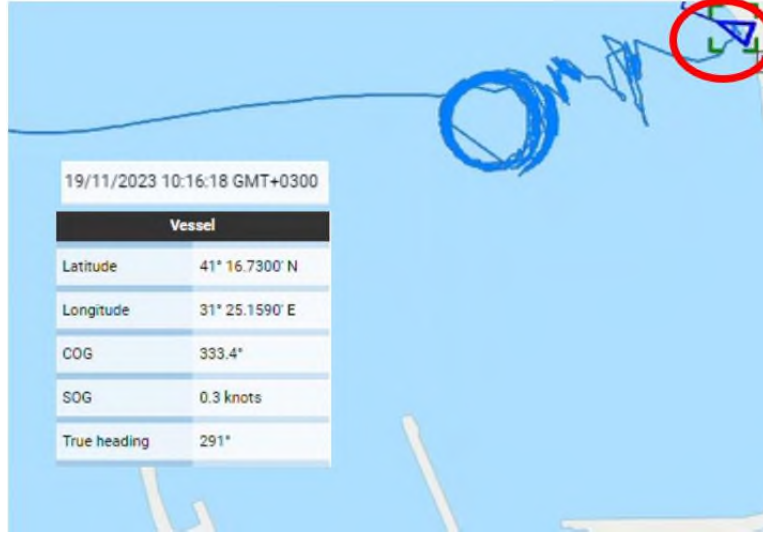 19/11/2023 10:16:18 GMT+0300
Vessel
Latitude 41° 16.7300' N
Longitude 31° 25.1590' E
COG 333.4°
SOG 0.3 knots
True heading 291°